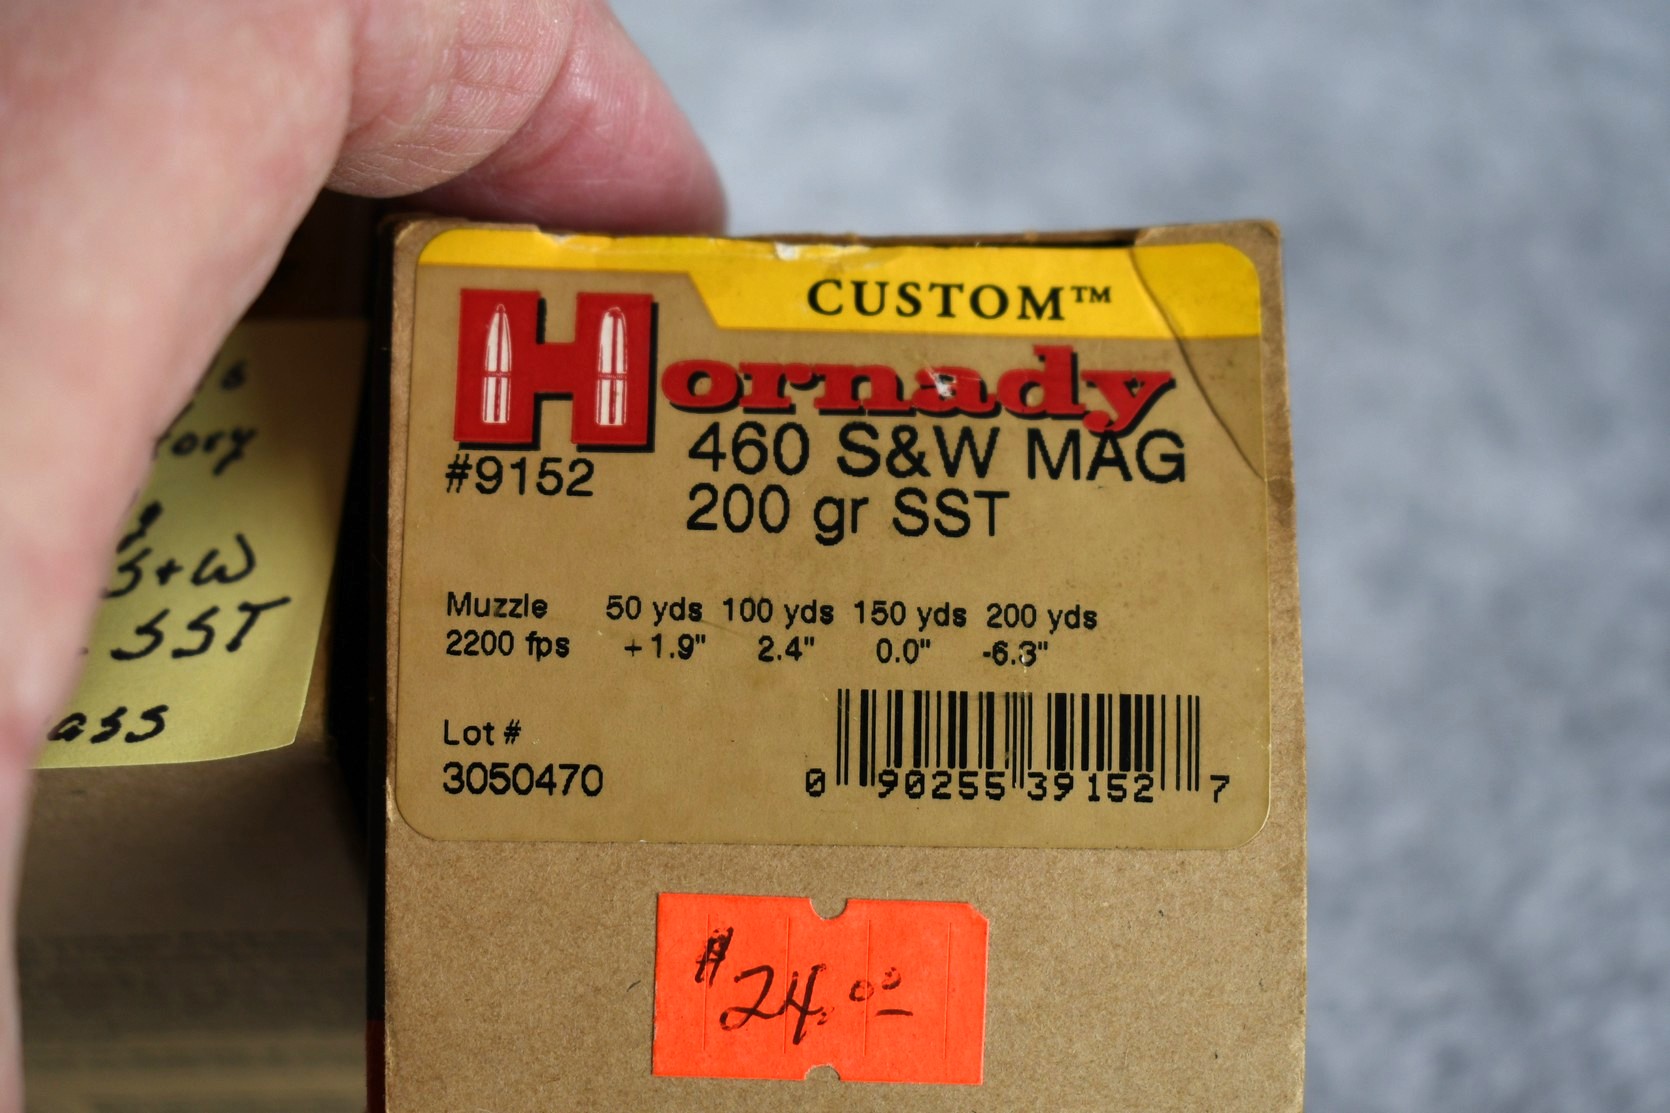 CUSTOM™
Hornady
#9152
460 S&W MAG
200 gr SST
Muzzle 50 yds 100 yds 150 yds 200 yds
2200 fps +1.9" 2.4" 0.0" -6.3"
Lot #
3050470
0 90255 39152 7
$24.00
S+W
SST